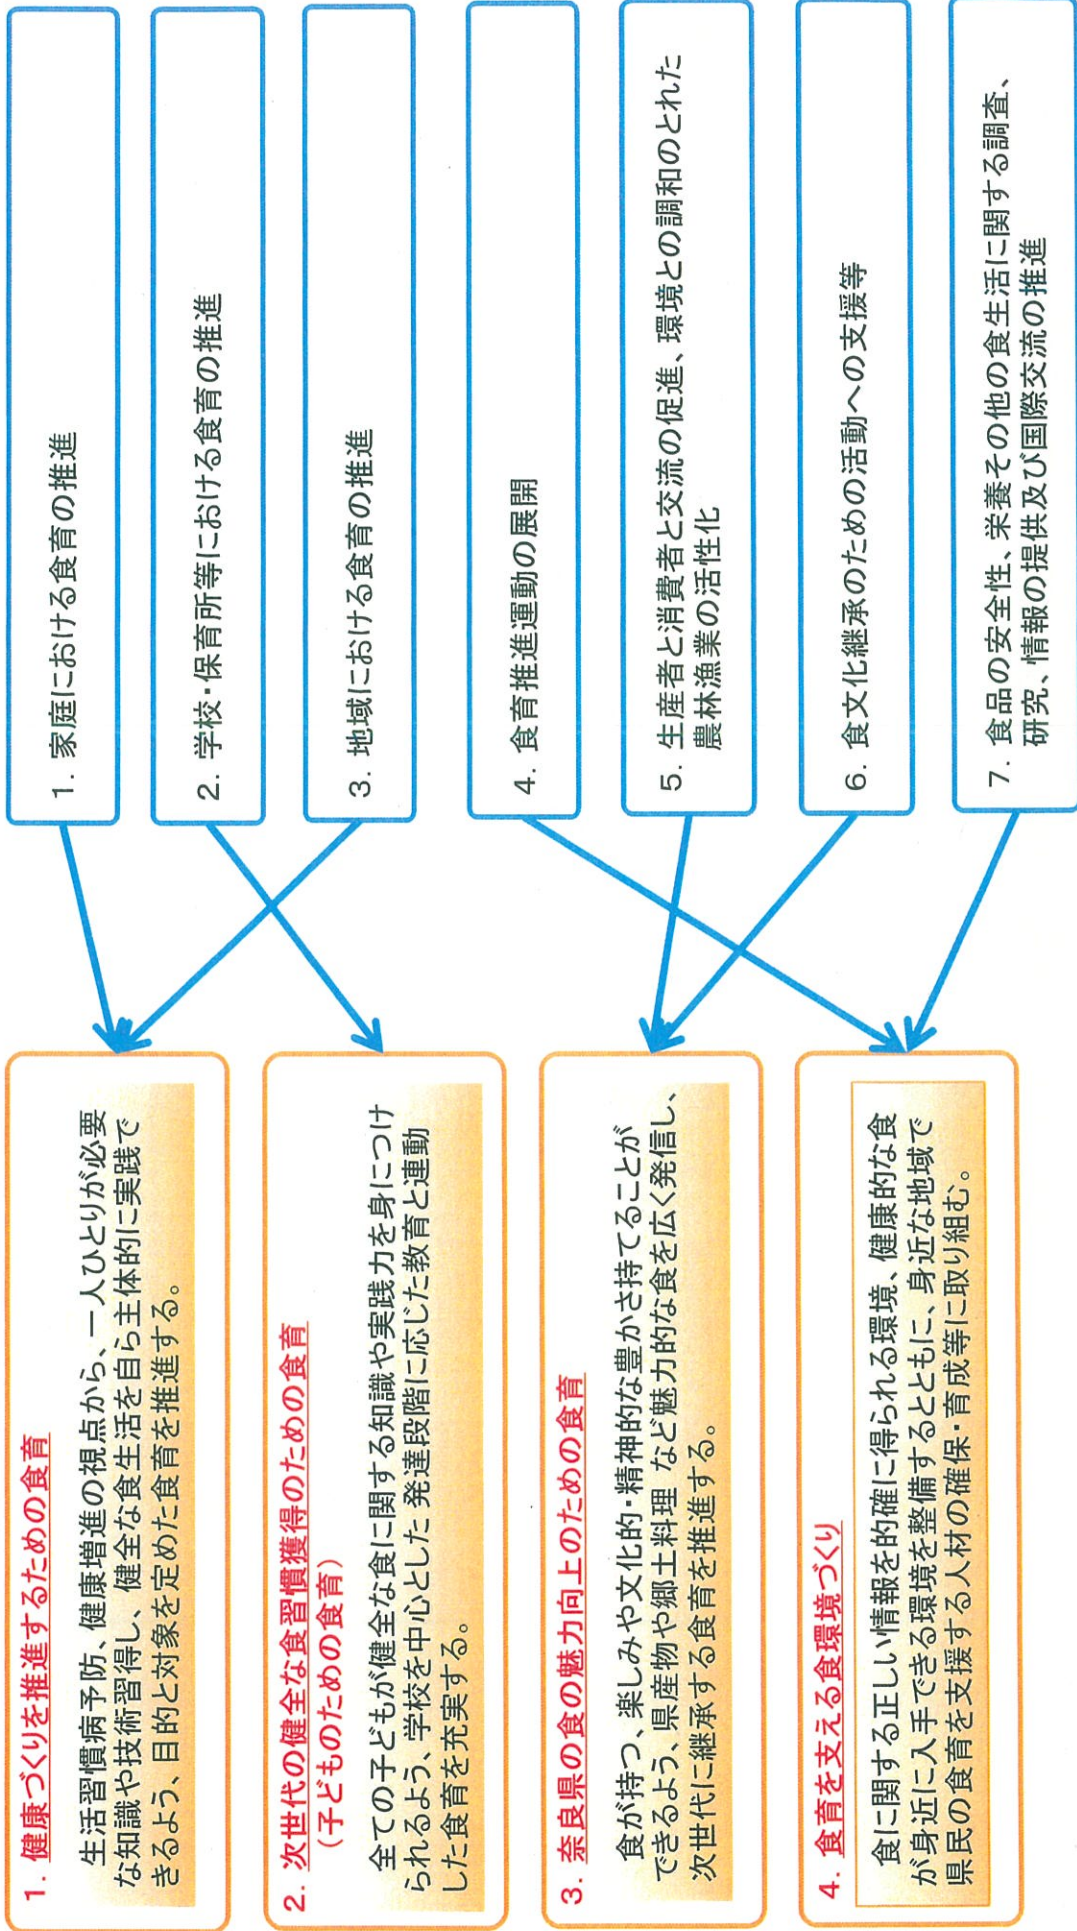 1. 健康づくりを推進するための食育
生活習慣病予防、健康増進の視点から、一人ひとりが必要
な知識や技術習得し、健全な食生活を自ら主体的に実践で
きるよう、目的と対象を定めた食育を推進する。
2. 次世代の健全な食習慣獲得のための食育
（子どものための食育）
全ての子どもが健全な食に関する知識や実践力を身につけ
られるよう、学校を中心とした 発達段階に応じた教育と連動
した食育を充実する。
3. 奈良県の食の魅力向上のための食育
食が持つ、楽しみや文化的・精神的な豊かさ持てることが
できるよう、県産物や郷土料理 など魅力的な食を広く発信し、
次世代に継承する食育を推進する。
4. 食育を支える食環境づくり
食に関する正しい情報を的確に得られる環境、健康的な食
が身近に入手できる環境を整備するとともに、身近な地域で
県民の食育を支援する人材の確保・育成等に取り組む。
1. 家庭における食育の推進
2. 学校・保育所等における食育の推進
3. 地域における食育の推進
4. 食育推進運動の展開
5. 生産者と消費者と交流の促進、環境との調和のとれた
農林漁業の活性化
6. 食文化継承のための活動への支援等
7. 食品の安全性、栄養その他の食生活に関する調査、
研究、情報の提供及び国際交流の推進